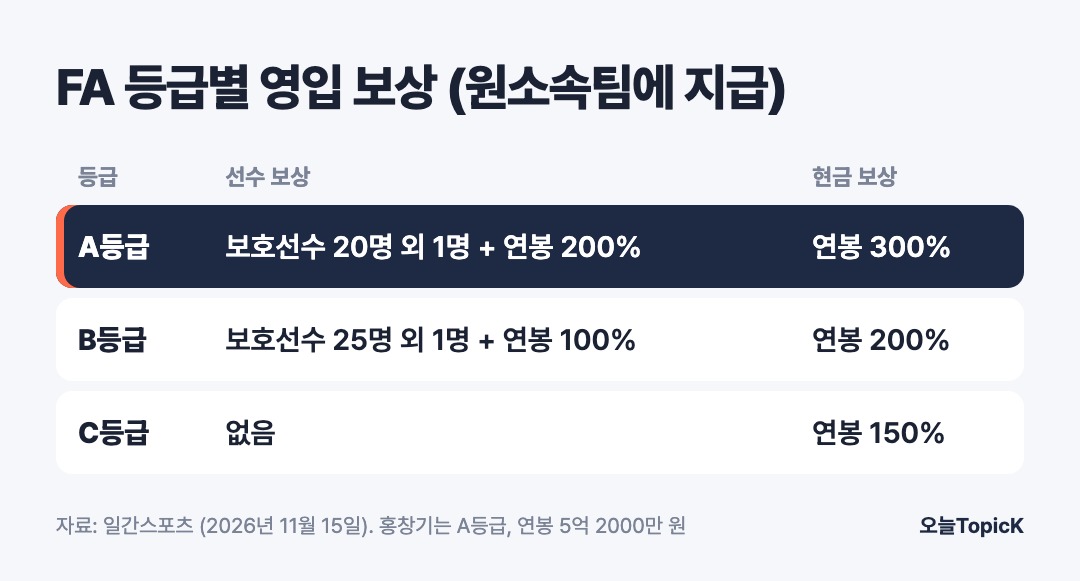 FA 등급별 영입 보상 (원소속팀에 지급)
등급 선수 보상 현금 보상
A등급 보호선수 20명 외 1명 + 연봉 200% 연봉 300%
B등급 보호선수 25명 외 1명 + 연봉 100% 연봉 200%
C등급 없음 연봉 150%
자료: 일간스포츠 (2026년 11월 15일). 홍창기는 A등급, 연봉 5억 2000만 원 오늘TopicK